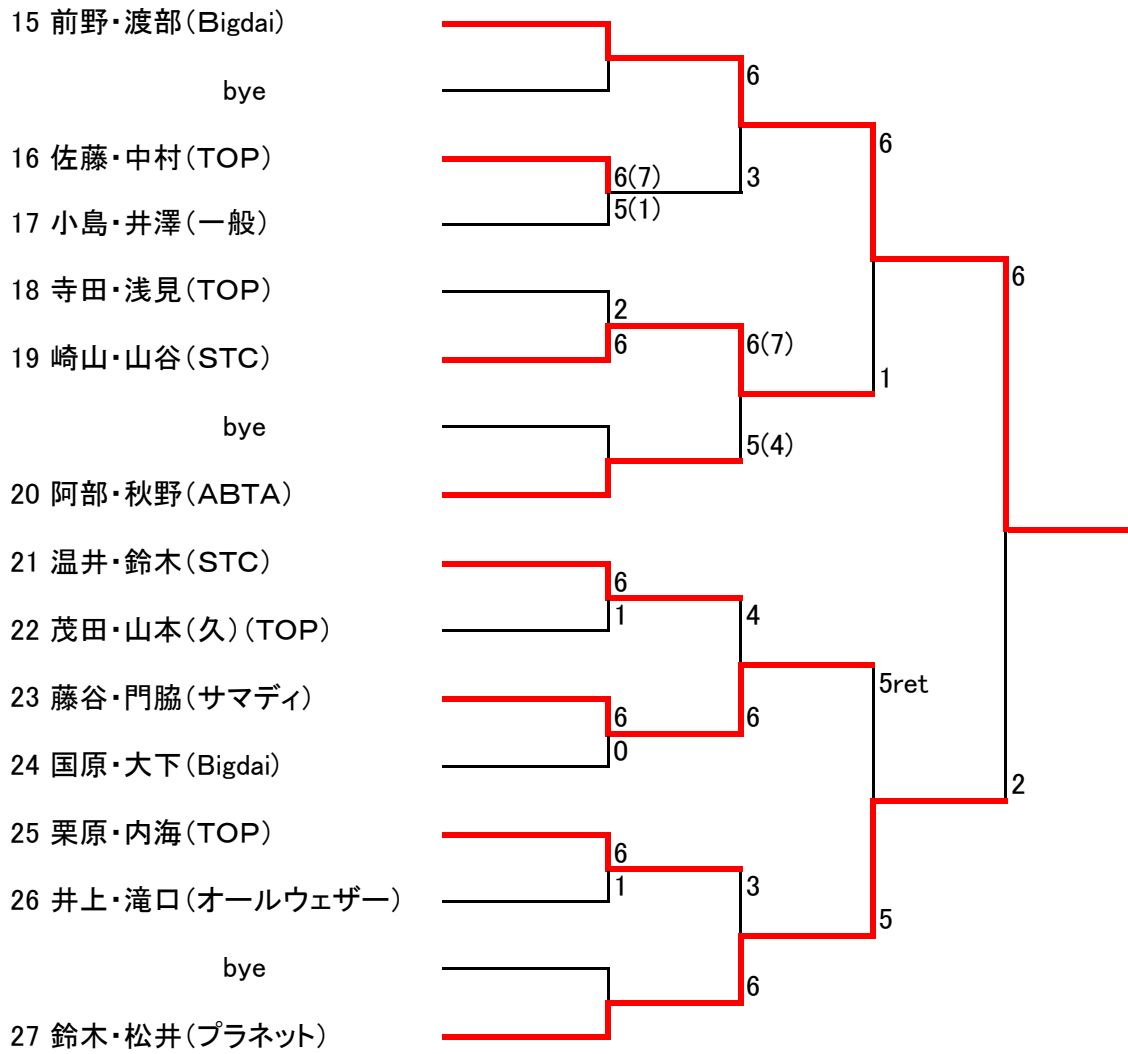 15 前野・渡部(Bigdai)
6
bye
6
16 佐藤・中村(TOP)
6(7)
3
5(1)
17 小島・井澤(一般)
6
18 寺田・浅見(TOP)
2
6(7)
6
19 崎山・山谷(STC)
1
bye
5(4)
20 阿部・秋野(ABTA)
21 温井・鈴木(STC)
6
1
4
22 茂田・山本(久)(TOP)
5ret
23 藤谷・門脇(サマディ)
6
6
0
24 国原・大下(Bigdai)
2
25 栗原・内海(TOP)
6
1
3
26 井上・滝口(オールウェザー)
5
bye
6
27 鈴木・松井(プラネット)